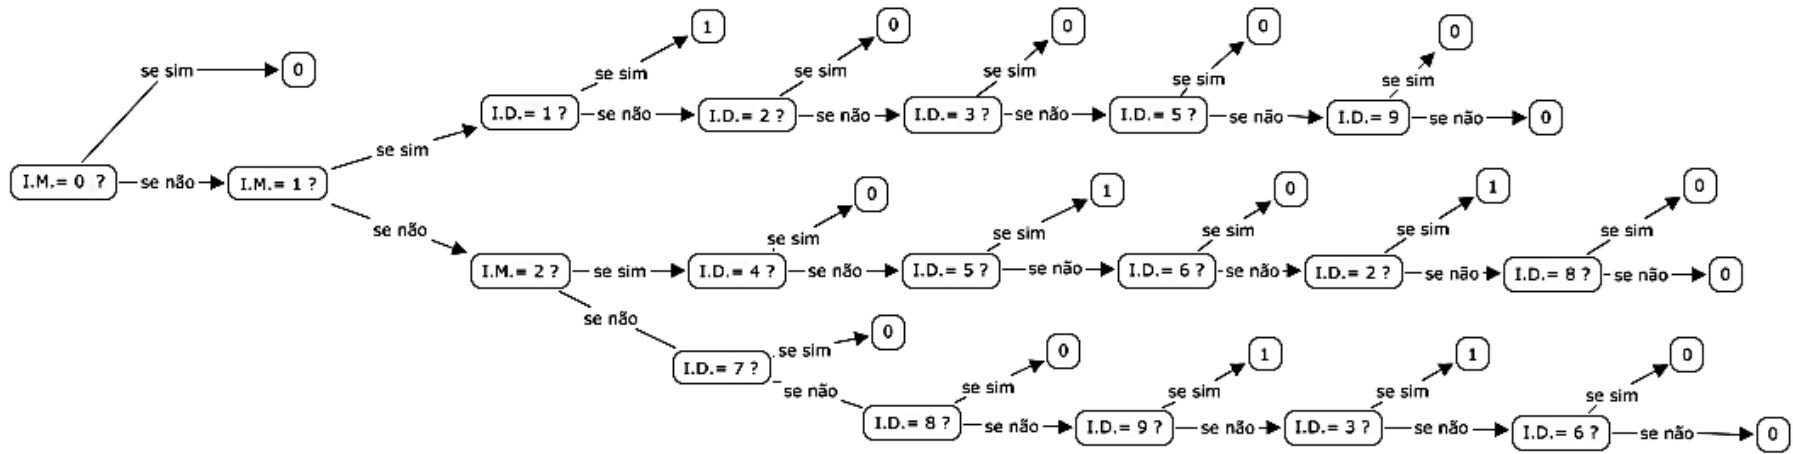 1 0 0 0 0
se sim 0 se sim se sim se sim se sim se sim
I.D.= 1 ? se não I.D.= 2 ? se não I.D.= 3 ? se não I.D.= 5 ? se não I.D.= 9 se não 0
se sim
I.M.= 0 ? se não I.M.= 1 ?
0 1 0 1 0
se não se sim se sim se sim se sim se sim
I.M.= 2 ? se sim I.D.= 4 ? se não I.D.= 5 ? se não I.D.= 6 ? se não I.D.= 2 ? se não I.D.= 8 ? se não 0
se não 0
se sim 0 1 1 0
I.D.= 7 ?
se não se sim se sim se sim se sim
I.D.= 8 ? se não I.D.= 9 ? se não I.D.= 3 ? se não I.D.= 6 ? se não 0